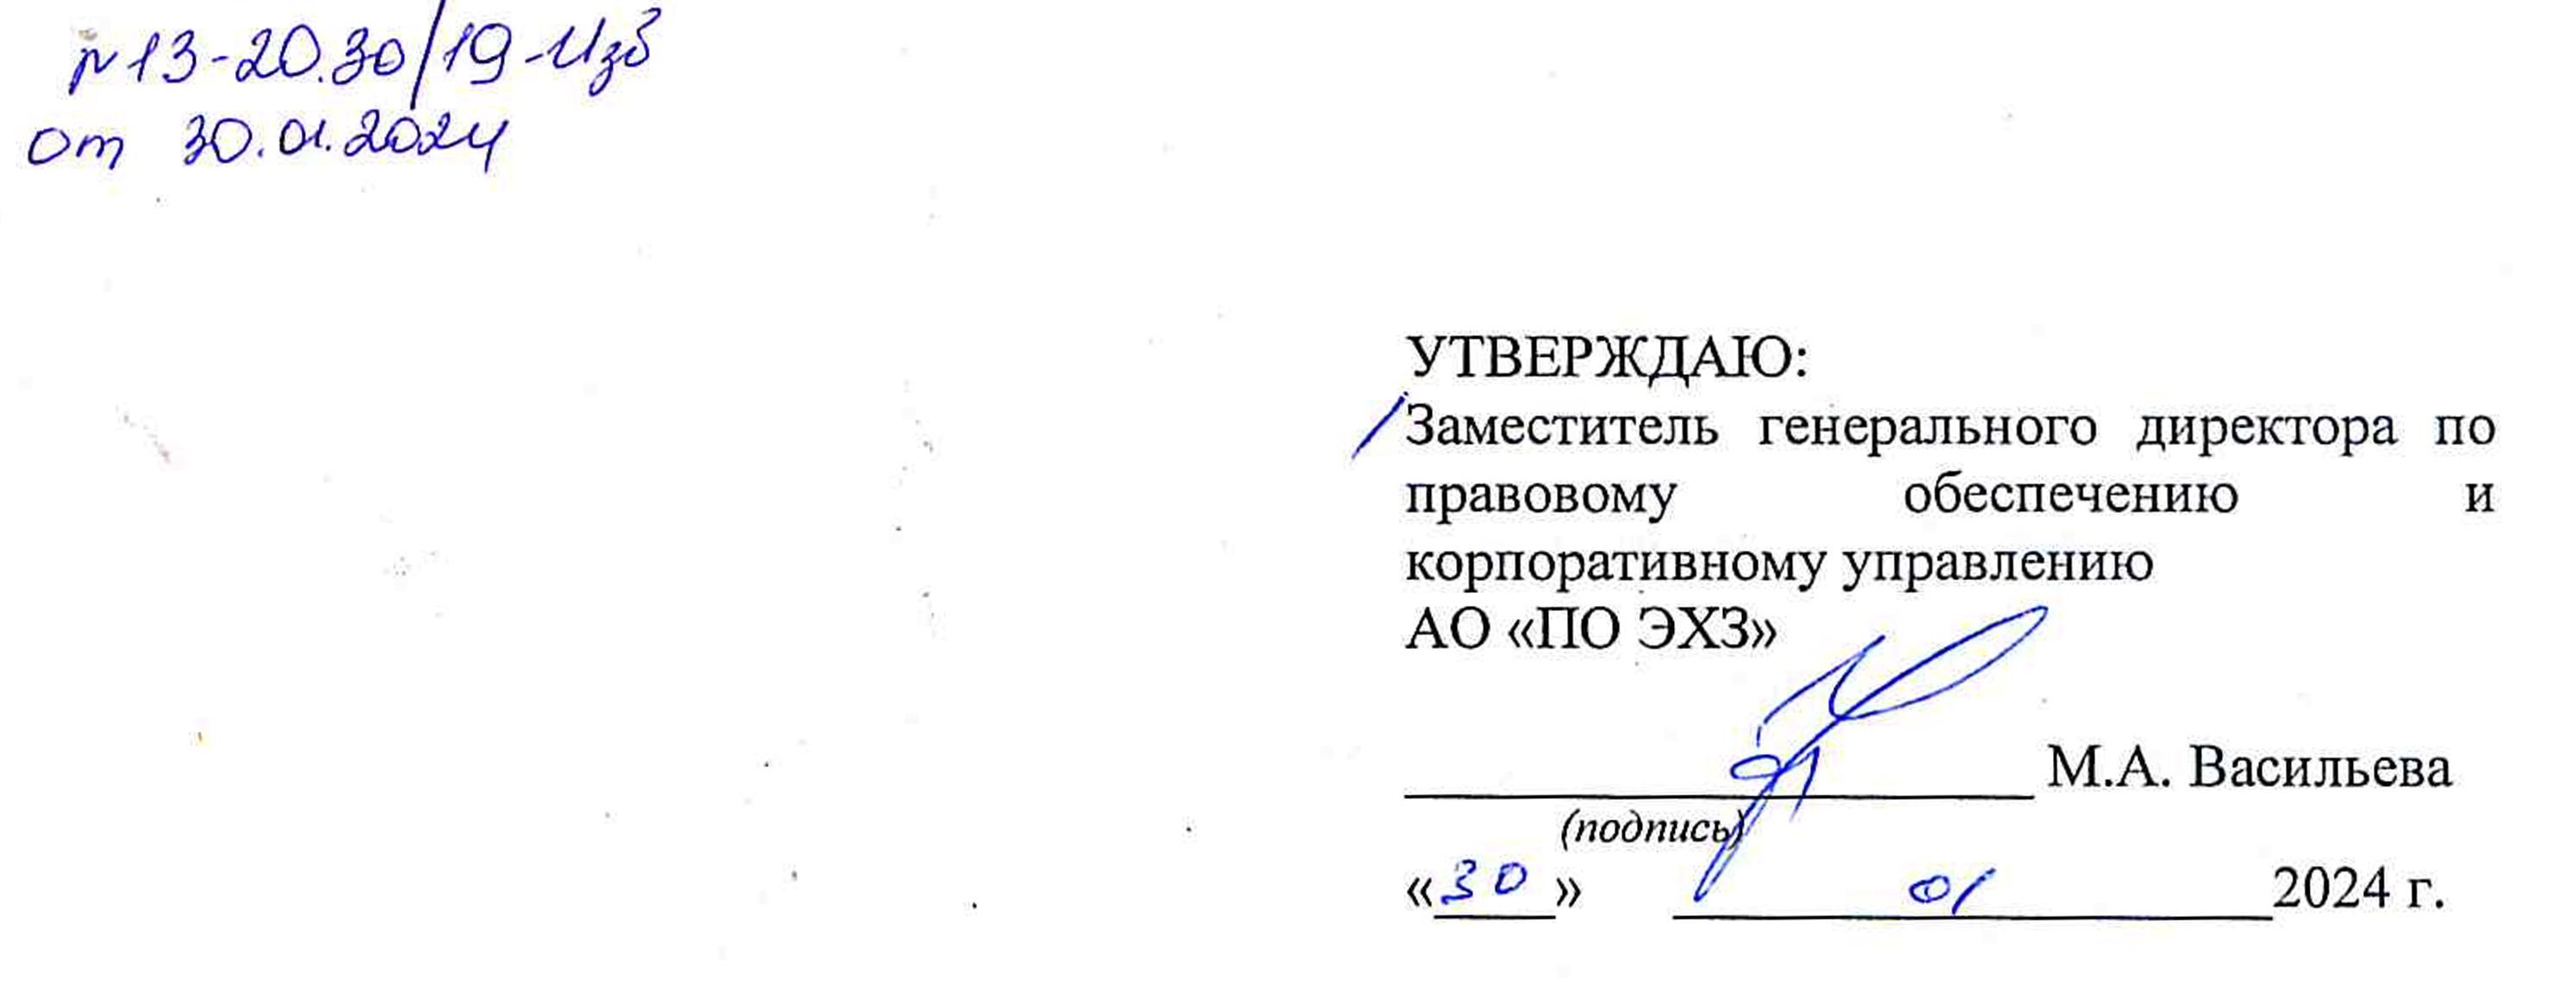 №13-20.30/19-Изв
от 30.01.2024
УТВЕРЖДАЮ:
Заместитель генерального директора по
правовому обеспечению и
корпоративному управлению
АО «ПО ЭХЗ»
М.А. Васильева
(подпись)
«30» 01 2024 г.